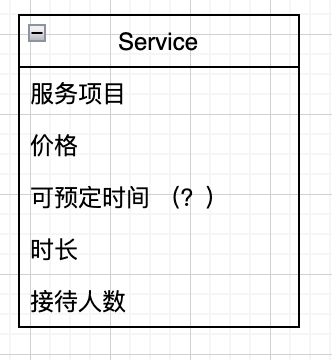 Service
服务项目
价格
可预定时间 （？）
时长
接待人数